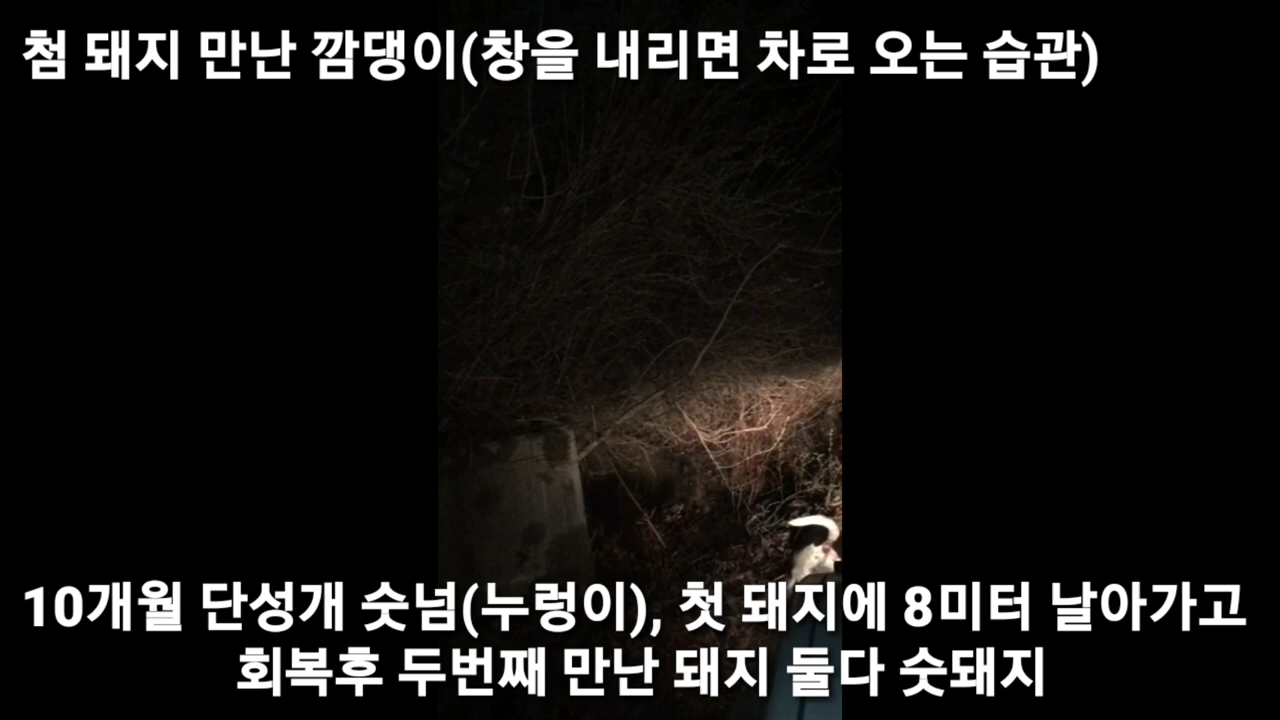 첨 돼지 만난 깜댕이(창을 내리면 차로 오는 습관)
10개월 단성개 숫넘(누렁이), 첫 돼지에 8미터 날아가고
회복후 두번째 만난 돼지 둘다 숫돼지